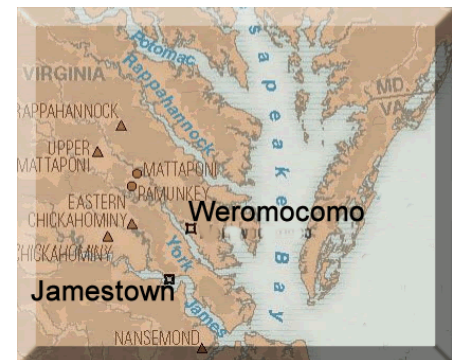 sapeake Bay
Potomac
VIRGINIA
Rappahannock
MD.
VA.
RAPPAHANNOCK
UPPER
MATTAPONI
MATTAPONI
PAMUNKEY
EASTERN
CHICKAHOMINY
Weromocomo
CHICKAHOMINY
York
Jamestown
James
NANSEMOND